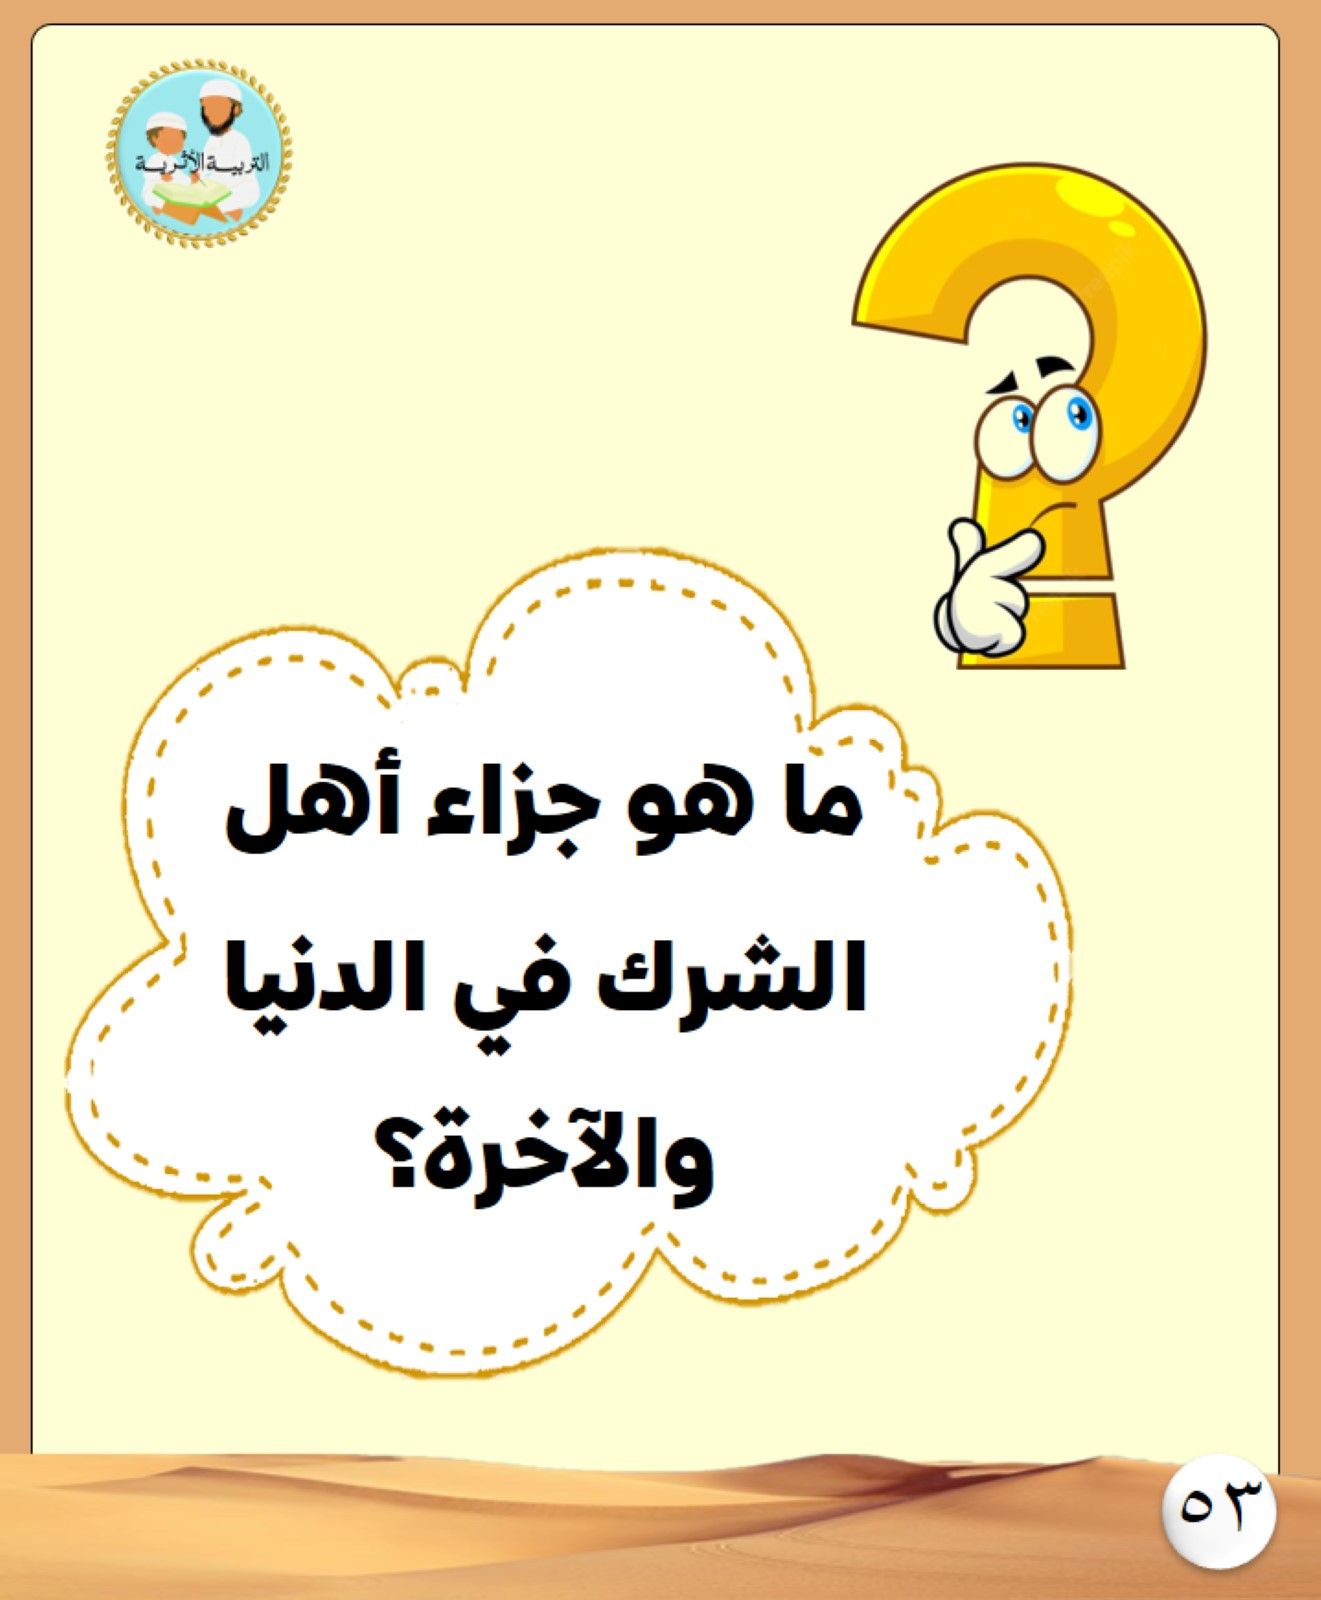 التربية الأثرية
ما هو جزاء أهل
الشرك في الدنيا
والآخرة؟
٥٣